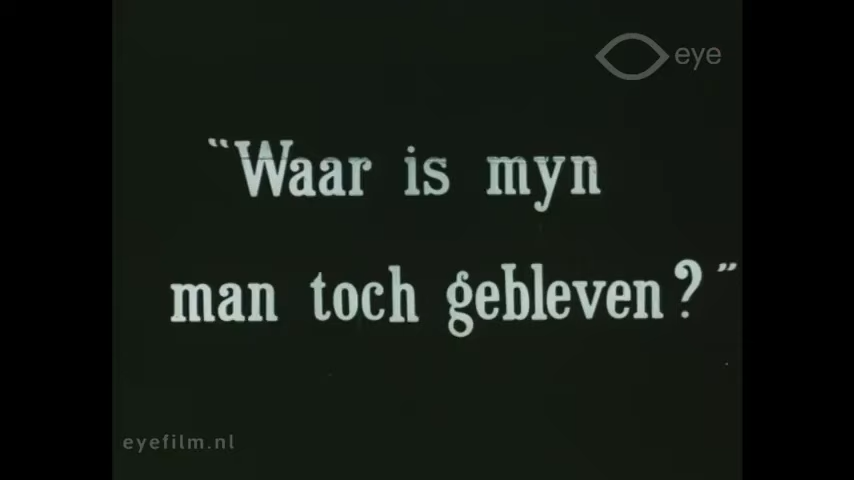 eye
“Waar is myn
man toch gebleven?”
eyefilm.nl